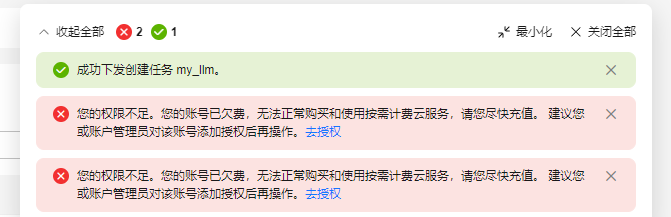 收起全部 2 1 最小化 关闭全部
成功下发创建任务 my_llm。
您的权限不足。您的账号已欠费，无法正常购买和使用按需计费云服务，请您尽快充值。 建议您
或账户管理员对该账号添加授权后再操作。去授权
您的权限不足。您的账号已欠费，无法正常购买和使用按需计费云服务，请您尽快充值。 建议您
或账户管理员对该账号添加授权后再操作。去授权